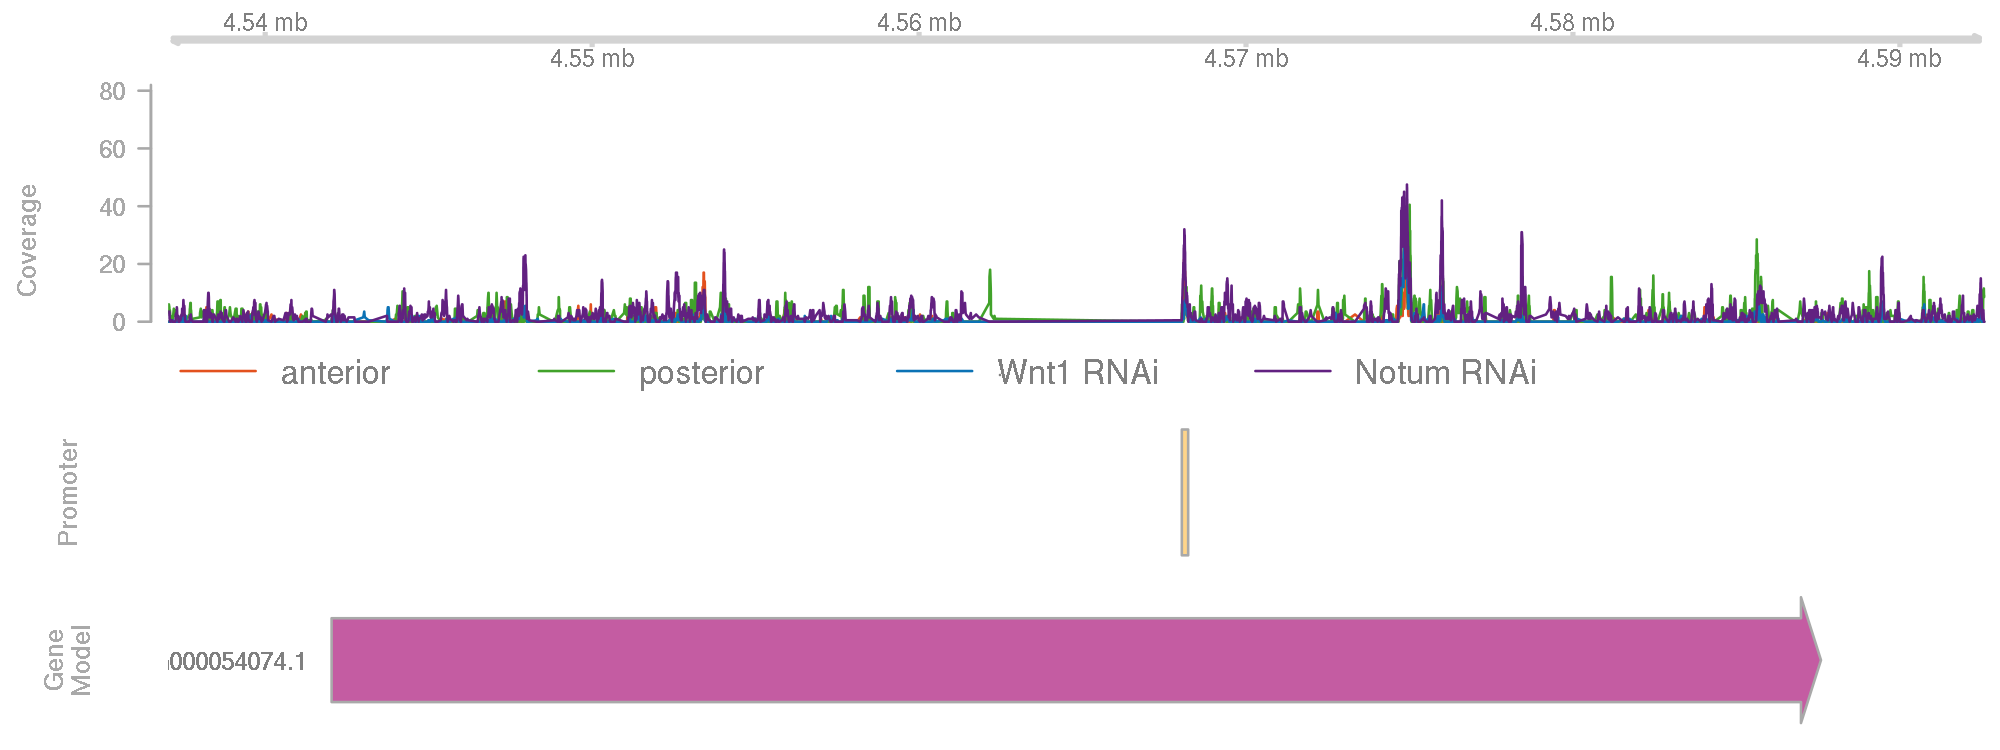 4.54 mb 4.56 mb 4.58 mb
4.55 mb 4.57 mb 4.59 mb
Coverage
80
60
40
20
0
anterior posterior Wnt1 RNAi Notum RNAi
Promoter
Gene
Model
000054074.1